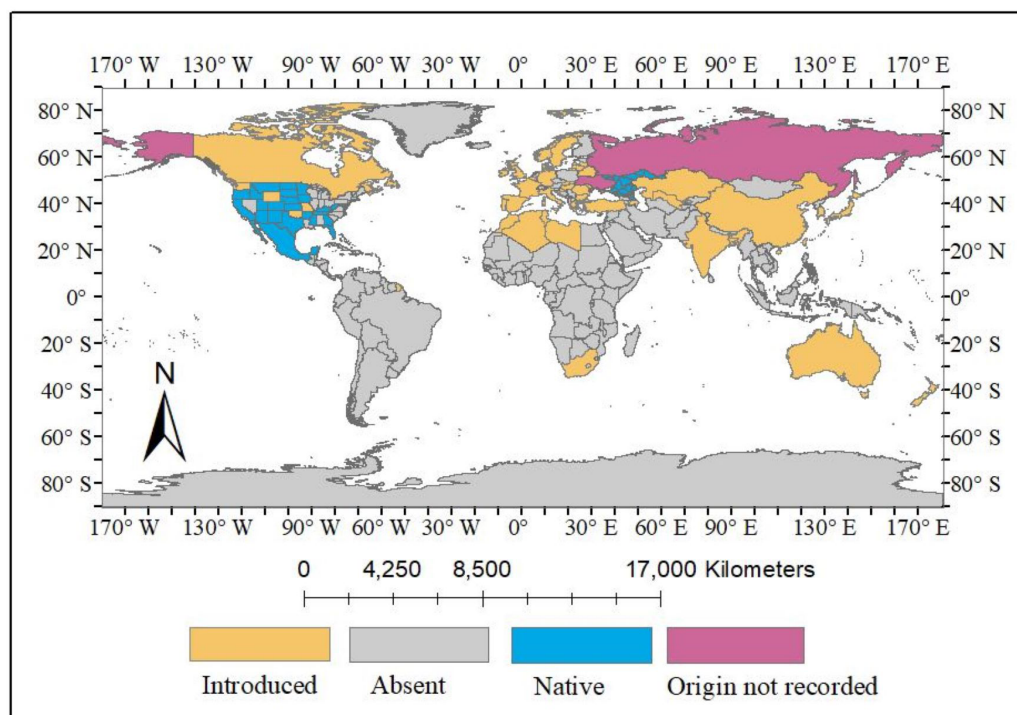 170° W 130° W 90° W 60° W 30° W 0° 30° E 60° E 90° E 130° E 170° E
80° N 80° N
60° N 60° N
40° N 40° N
20° N 20° N
0° 0°
20° S 20° S
N
40° S 40° S
60° S 60° S
80° S 80° S
170° W 130° W 90° W 60° W 30° W 0° 30° E 60° E 90° E 130° E 170° E
0 4,250 8,500 17,000 Kilometers
Introduced Absent Native Origin not recorded